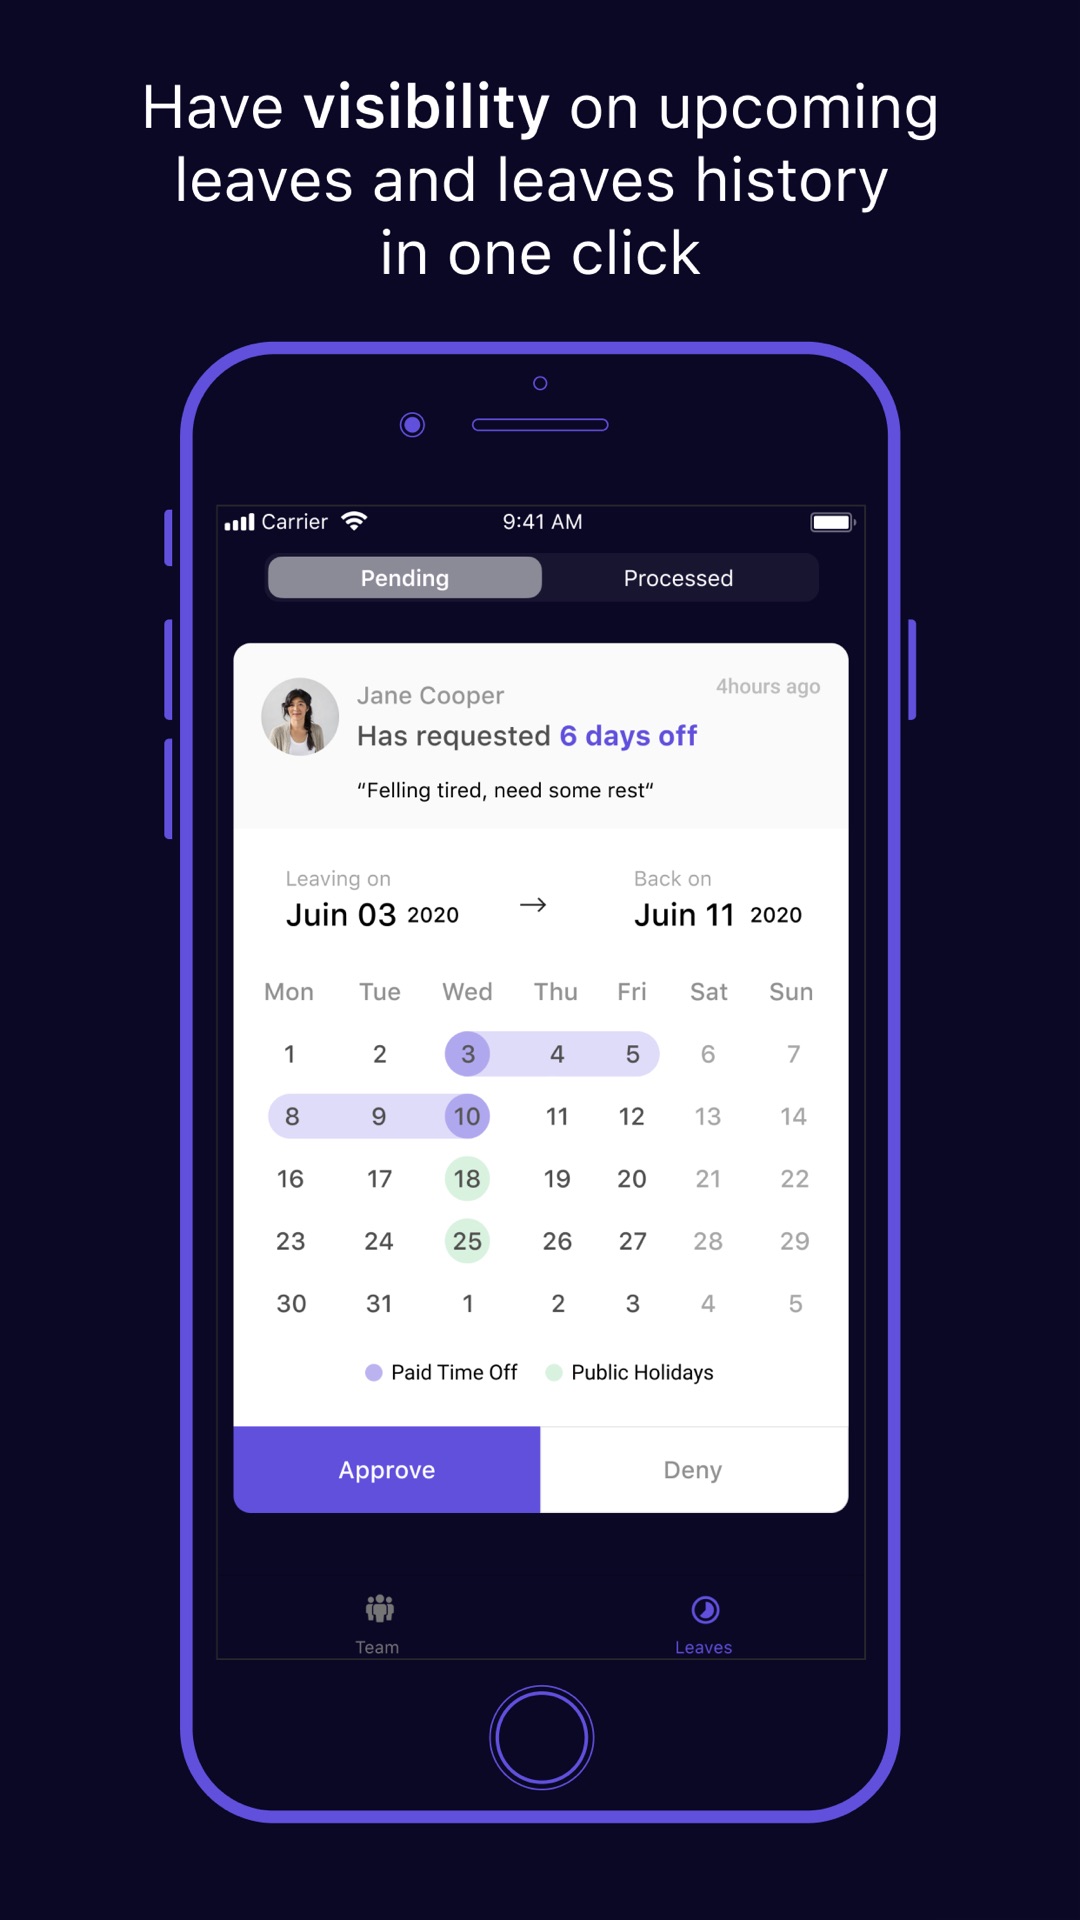 Have visibility on upcoming
leaves and leaves history
in one click
Carrier 9:41 AM
Pending Processed
Jane Cooper 4hours ago
Has requested 6 days off
“Felling tired, need some rest“
Leaving on Back on
Juin 03 2020 → Juin 11 2020
Mon Tue Wed Thu Fri Sat Sun
1 2 3 4 5 6 7
8 9 10 11 12 13 14
16 17 18 19 20 21 22
23 24 25 26 27 28 29
30 31 1 2 3 4 5
Paid Time Off Public Holidays
Approve Deny
Team Leaves